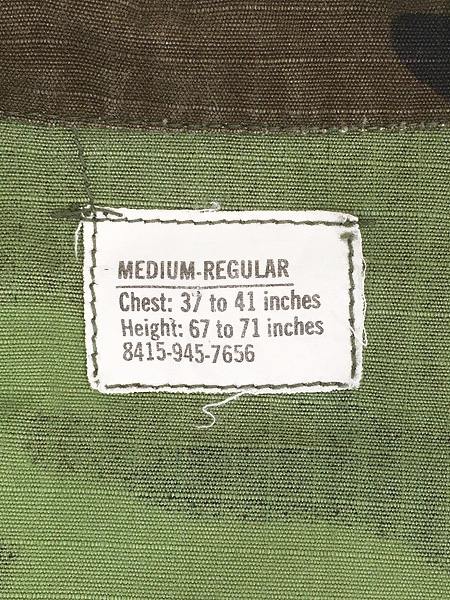 MEDIUM-REGULAR
Chest: 37 to 41 inches
Height: 67 to 71 inches
8415-945-7656